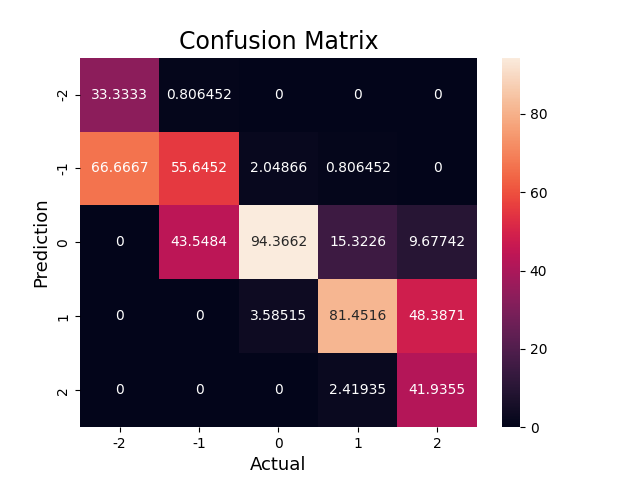 Confusion Matrix
-2 33.3333 0.806452 0 0 0
-1 66.6667 55.6452 2.04866 0.806452 0
0 0 43.5484 94.3662 15.3226 9.67742
1 0 0 3.58515 81.4516 48.3871
2 0 0 0 2.41935 41.9355
-2 -1 0 1 2
Actual
Prediction
80
60
40
20
0